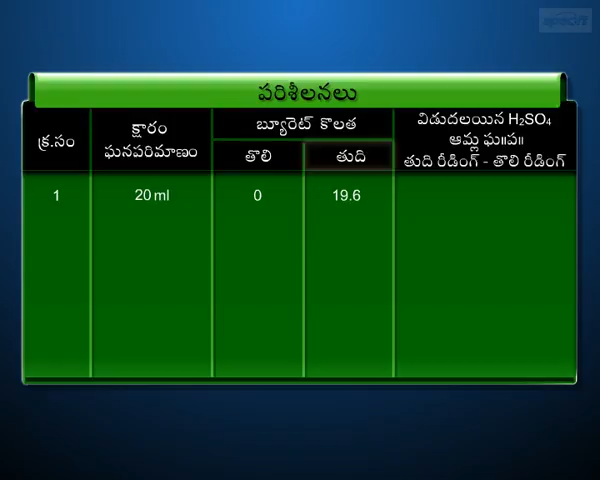 పరిశీలనలు
క్ర.సం
క్షారం
ఘనపరిమాణం
బ్యూరెట్ కొలత
తొలి
తుది
విడుదలయిన H₂SO₄
ఆమ్ల ఘ॥ప॥
తుది రీడింగ్ - తొలి రీడింగ్
1
20 ml
0
19.6